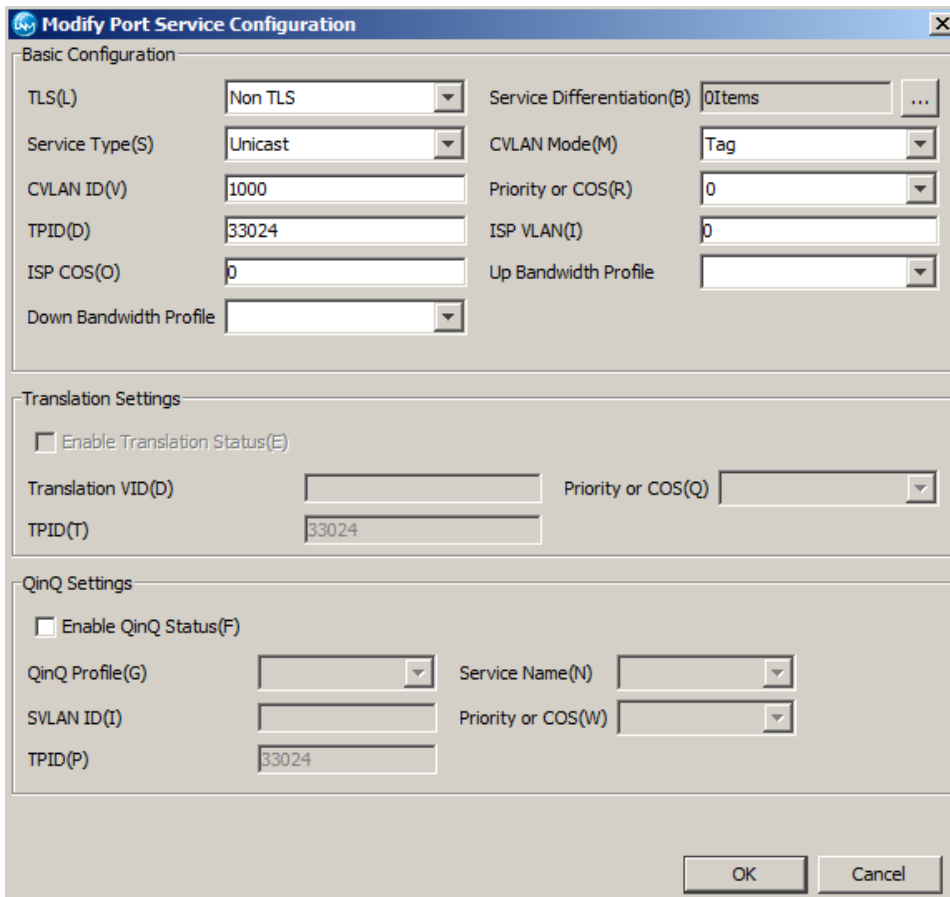 Modify Port Service Configuration
Basic Configuration
TLS(L) Non TLS Service Differentiation(B) 0Items ...
Service Type(S) Unicast CVLAN Mode(M) Tag
CVLAN ID(V) 1000 Priority or COS(R) 0
TPID(D) 33024 ISP VLAN(I) 0
ISP COS(O) 0 Up Bandwidth Profile
Down Bandwidth Profile
Translation Settings
Enable Translation Status(E)
Translation VID(D) Priority or COS(Q)
TPID(T) 33024
QinQ Settings
Enable QinQ Status(F)
QinQ Profile(G) Service Name(N)
SVLAN ID(I) Priority or COS(W)
TPID(P) 33024
OK Cancel